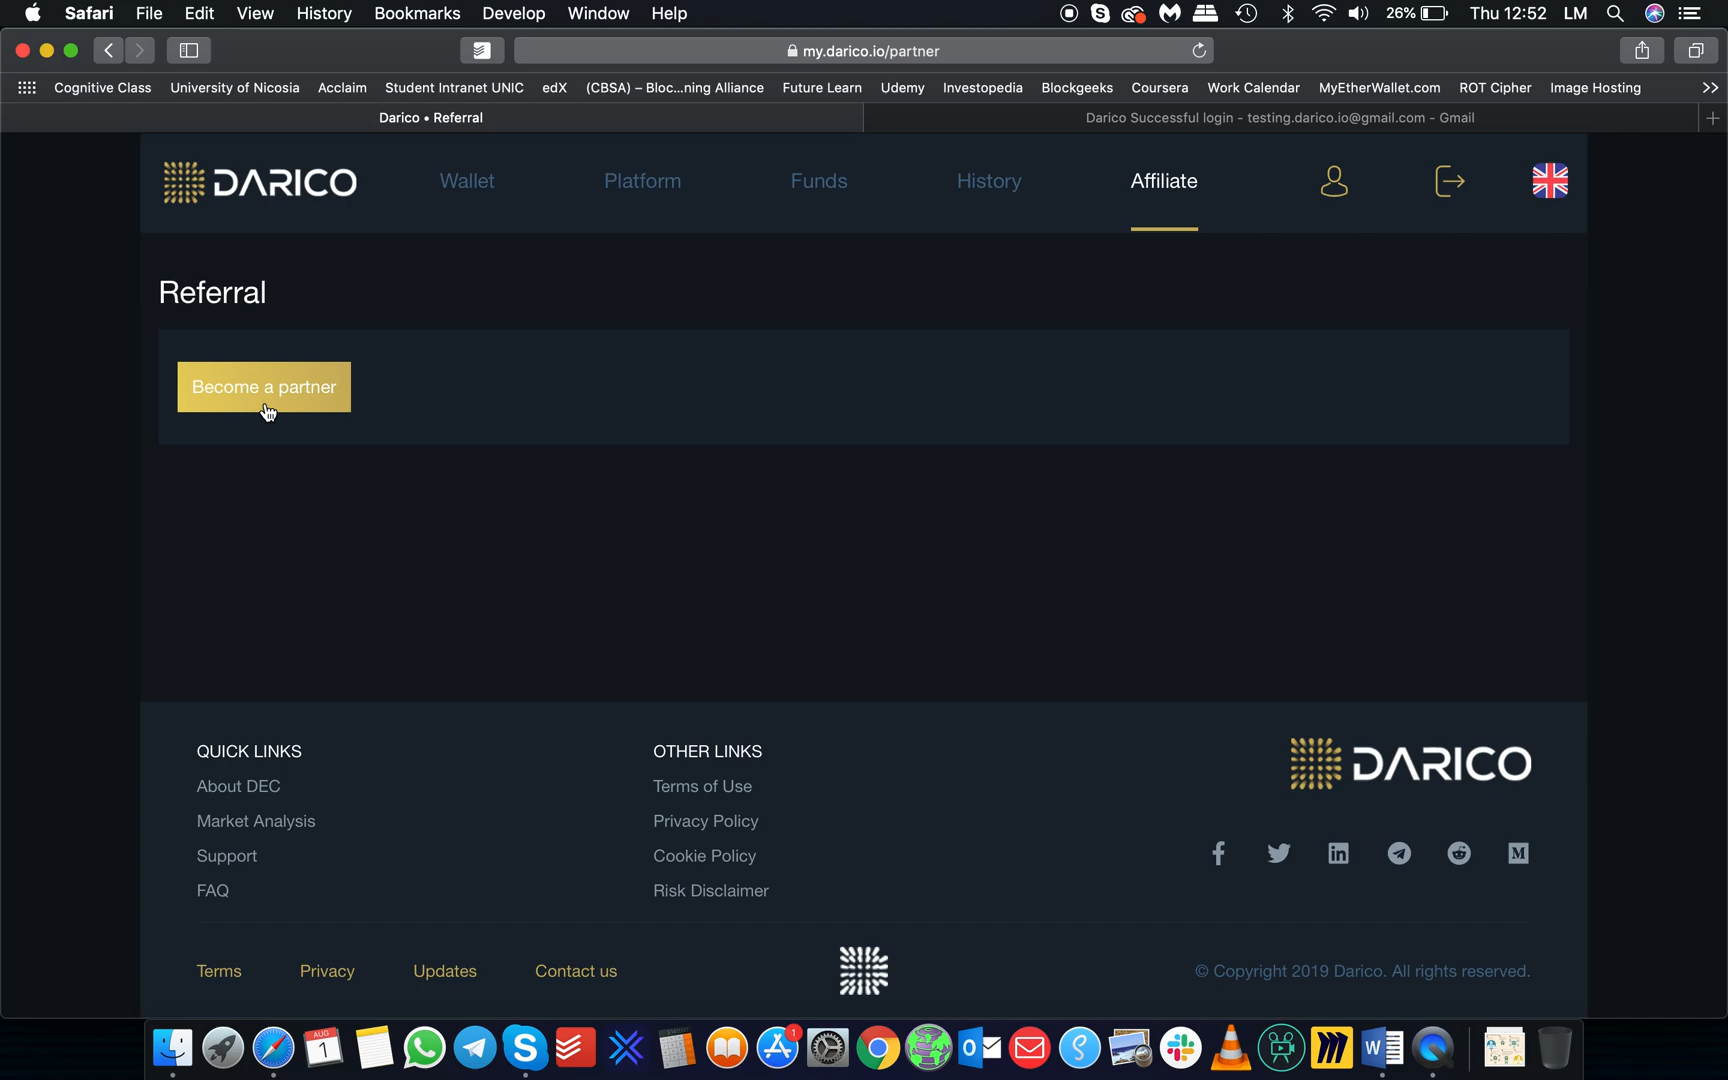 Safari File Edit View History Bookmarks Develop Window Help 26% Thu 12:52 LM
my.darico.io/partner
Cognitive Class University of Nicosia Acclaim Student Intranet UNIC edX (CBSA) – Bloc...ning Alliance Future Learn Udemy Investopedia Blockgeeks Coursera Work Calendar MyEtherWallet.com ROT Cipher Image Hosting >>
Darico • Referral Darico Successful login - testing.darico.io@gmail.com - Gmail
DARICO Wallet Platform Funds History Affiliate
Referral
Become a partner
QUICK LINKS OTHER LINKS DARICO
About DEC Terms of Use
Market Analysis Privacy Policy
Support Cookie Policy
FAQ Risk Disclaimer
Terms Privacy Updates Contact us © Copyright 2019 Darico. All rights reserved.
AUG
1
1